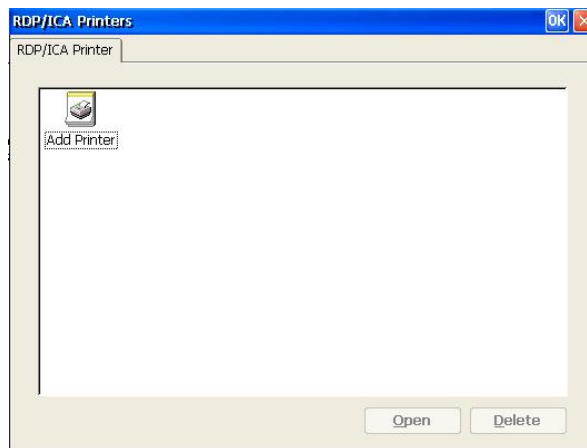 RDP/ICA Printers OK
RDP/ICA Printer
Add Printer
Open Delete